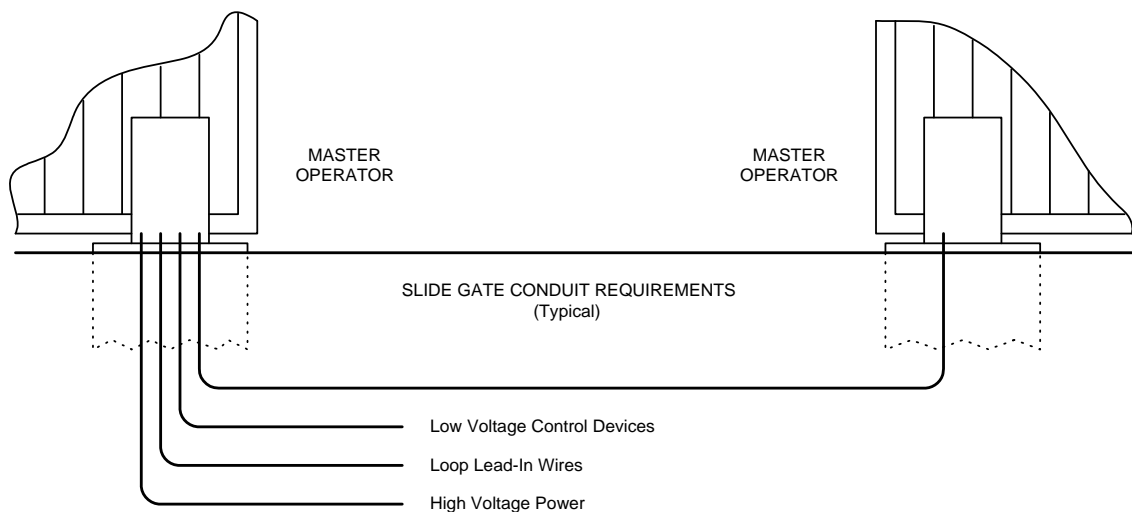 MASTER
OPERATOR
MASTER
OPERATOR
SLIDE GATE CONDUIT REQUIREMENTS
(Typical)
Low Voltage Control Devices
Loop Lead-In Wires
High Voltage Power